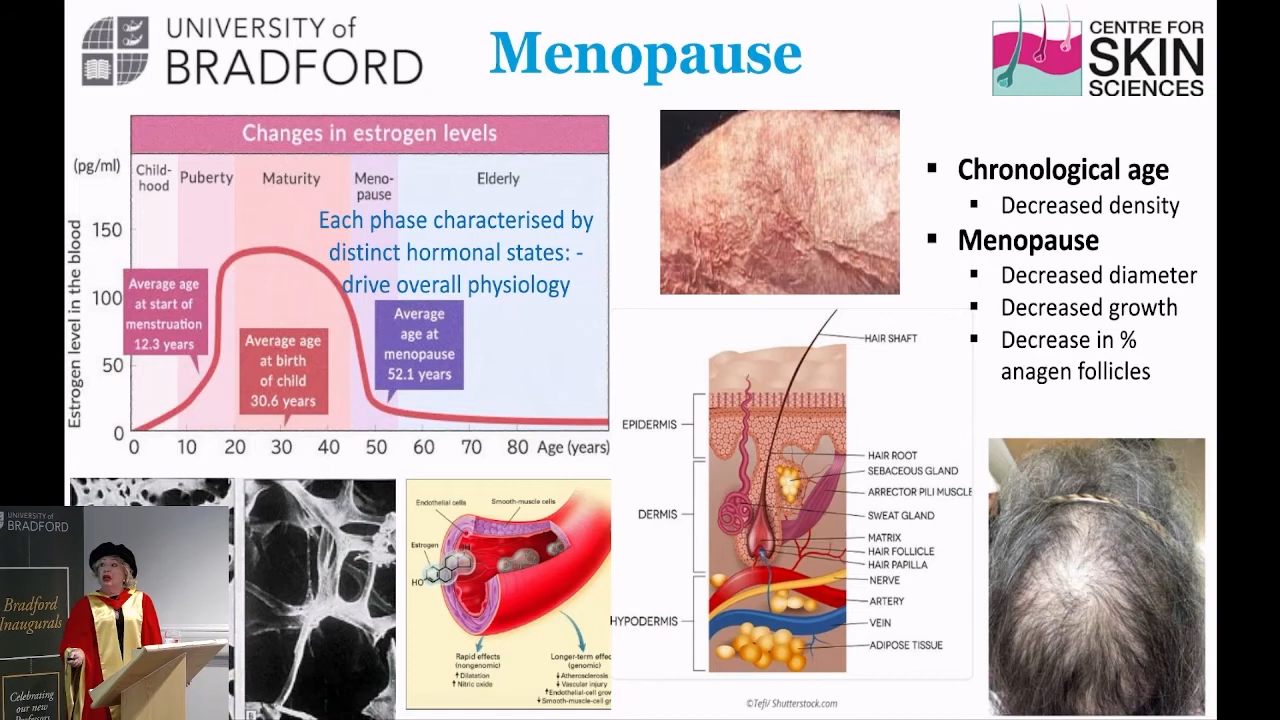 UNIVERSITY of
BRADFORD
Menopause
CENTRE FOR
SKIN
SCIENCES
Changes in estrogen levels
(pg/ml)
Child-
hood
Puberty
Maturity
Meno-
pause
Elderly
Each phase characterised by
distinct hormonal states: -
drive overall physiology
Estrogen level in the blood
150
100
50
0
Average age
at start of
menstruation
12.3 years
Average age
at birth
of child
30.6 years
Average
age at
menopause
52.1 years
0 10 20 30 40 50 60 70 80 Age (years)
▪ Chronological age
▪ Decreased density
▪ Menopause
▪ Decreased diameter
▪ Decreased growth
▪ Decrease in %
anagen follicles
HAIR SHAFT
EPIDERMIS
HAIR ROOT
SEBACEOUS GLAND
ARRECTOR PILI MUSCLE
DERMIS
SWEAT GLAND
MATRIX
HAIR FOLLICLE
HAIR PAPILLA
NERVE
ARTERY
HYPODERMIS
VEIN
ADIPOSE TISSUE
©Tefi/ Shutterstock.com
Endothelial cells
Smooth-muscle cells
Estrogen
HO
Rapid effects
(nongenomic)
↑Dilatation
↑Nitric oxide
Longer-term effec
(genomic)
↓Atherosclerosis
↓Vascular injury
↑Endothelial-cell grow
↓Smooth-muscle-cell gr
UNIVERSITY of
BRADFORD
Bradford
Inaugurals
Celebrating
our new
Professors